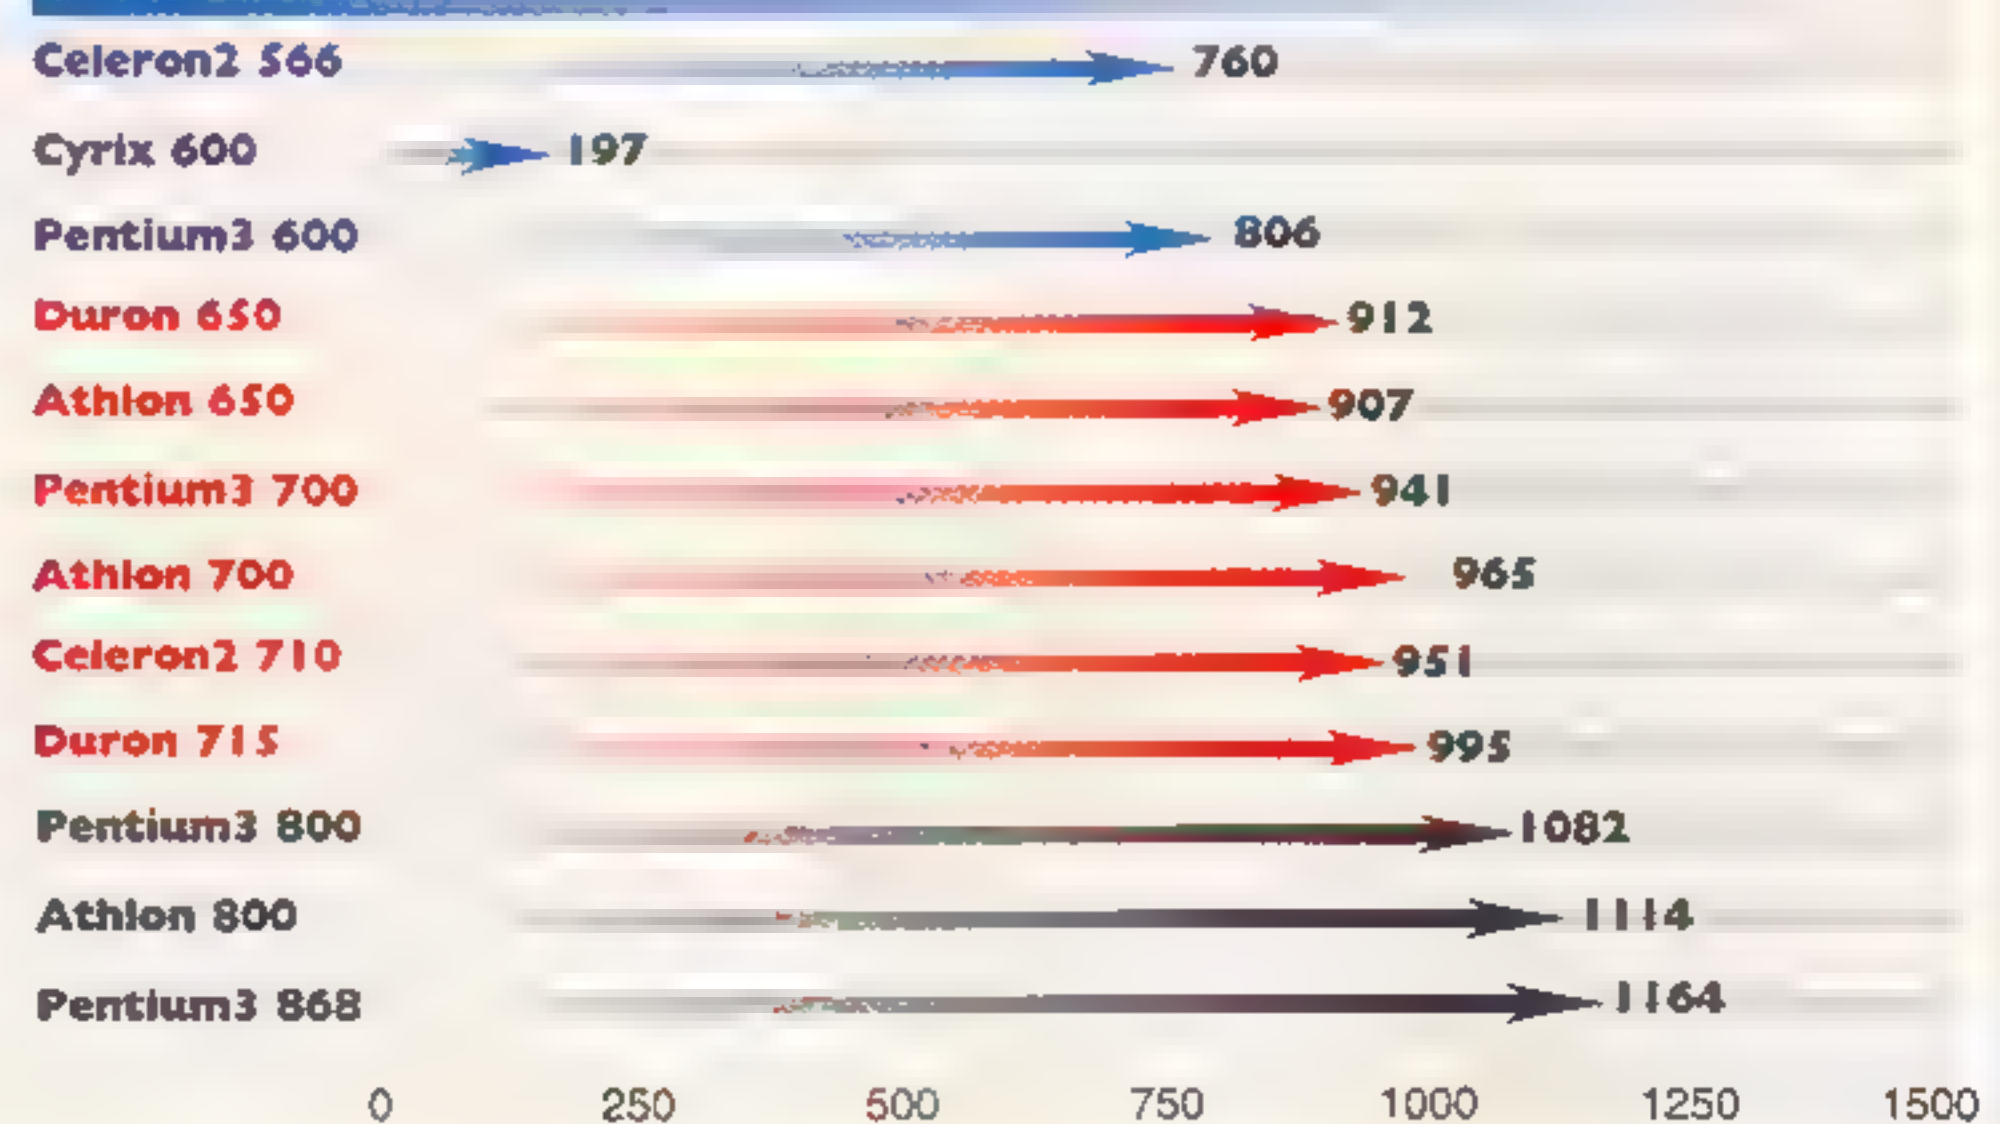 Celeron2 566 760
Cyrix 600 197
Pentium3 600 806
Duron 650 912
Athlon 650 907
Pentium3 700 941
Athlon 700 965
Celeron2 710 951
Duron 715 995
Pentium3 800 1082
Athlon 800 1114
Pentium3 868 1164
0 250 500 750 1000 1250 1500